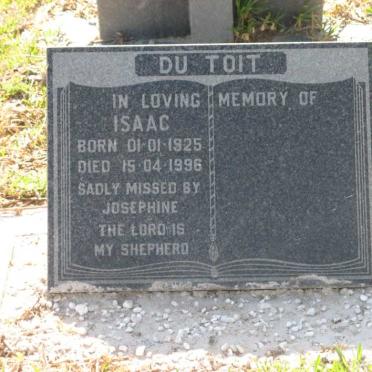 DU TOIT
IN LOVING MEMORY OF
ISAAC
BORN 01-01-1925
DIED 15-04-1996
SADLY MISSED BY
JOSEPHINE
THE LORD IS
MY SHEPHERD